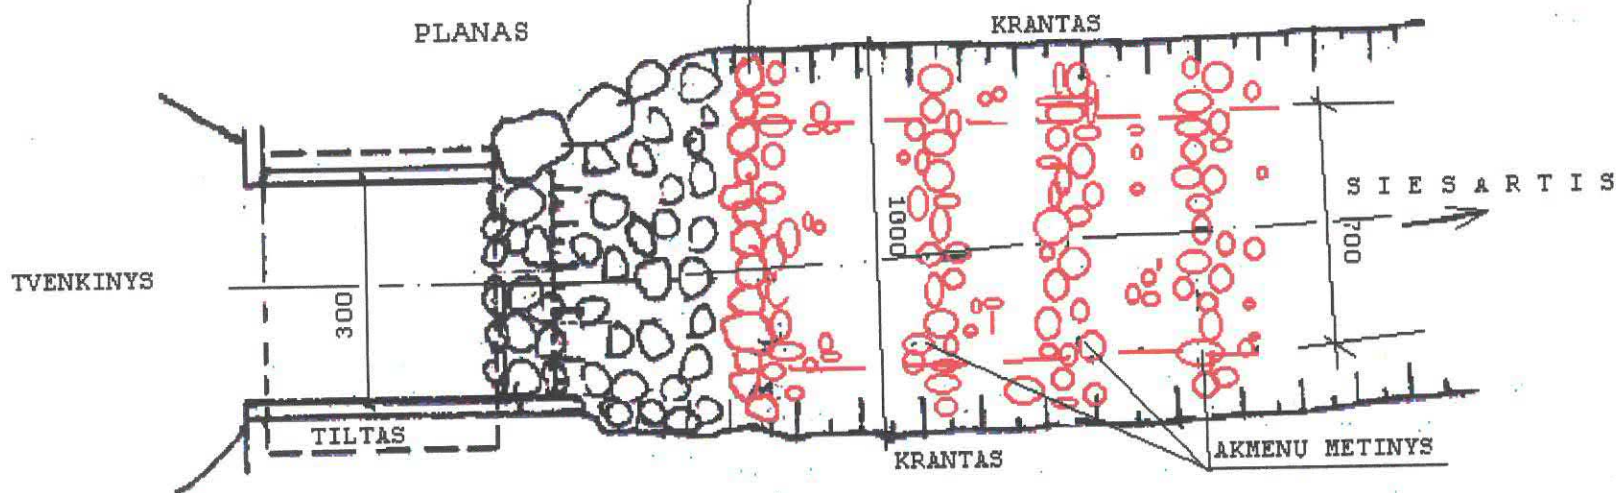 PLANAS
KRANTAS
SIESARTIS
1000
700
TVENKINYS
300
TILTAS
KRANTAS
AKMENŲ METINYS